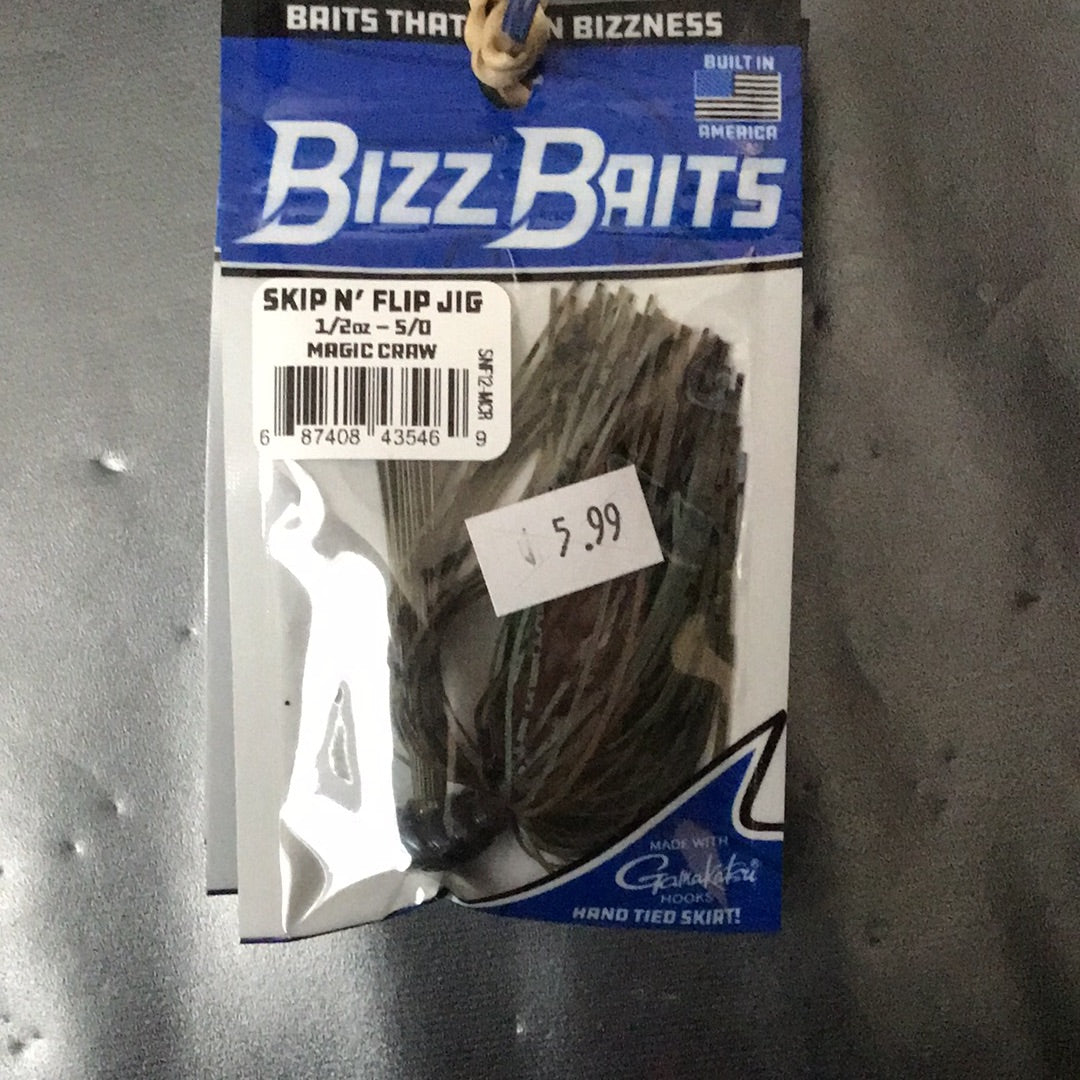 BAITS THAT N BIZZNESS
BUILT IN
AMERICA
BIZZ BAITS
SKIP N' FLIP JIG
1/2oz - 5/0
MAGIC CRAW
SNF12-MCR
6 87408 43546 9
5.99
MADE WITH
Gamakatsu®
HOOKS
HAND TIED SKIRT!